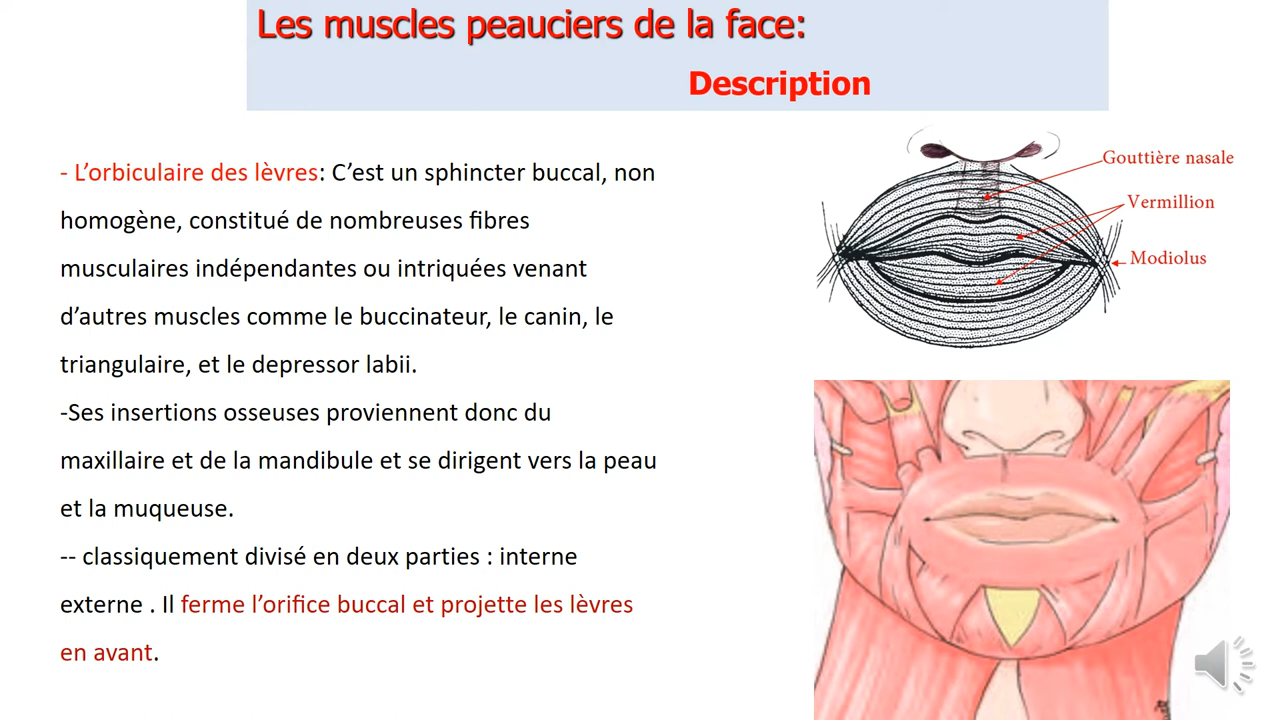 Les muscles peauciers de la face:
Description
- L’orbiculaire des lèvres: C’est un sphincter buccal, non
homogène, constitué de nombreuses fibres
musculaires indépendantes ou intriquées venant
d’autres muscles comme le buccinateur, le canin, le
triangulaire, et le depressor labii.
-Ses insertions osseuses proviennent donc du
maxillaire et de la mandibule et se dirigent vers la peau
et la muqueuse.
-- classiquement divisé en deux parties : interne
externe . Il ferme l’orifice buccal et projette les lèvres
en avant.
Gouttière nasale
Vermillion
Modiolus